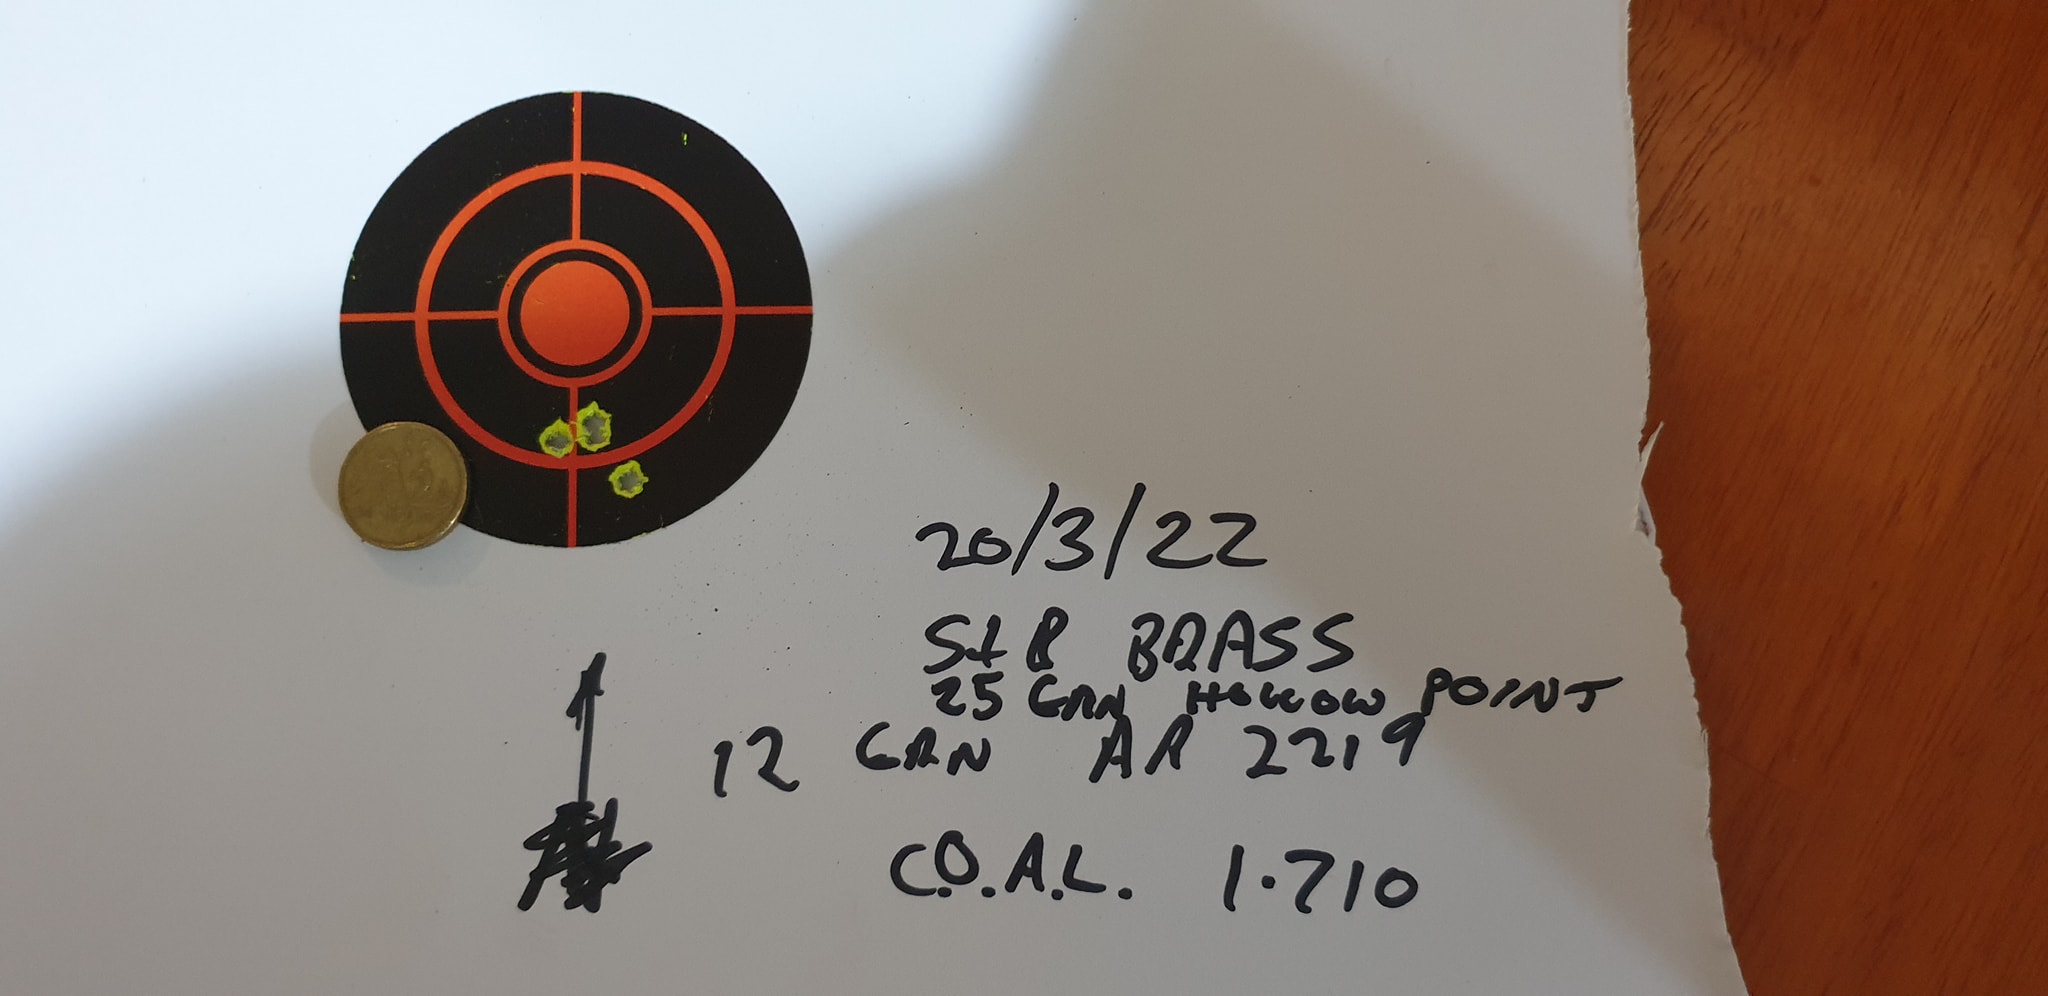 20/3/22
S&B BRASS
25 GRN HOLLOW POINT
12 GRN AR 2219
C.O.A.L. 1.710